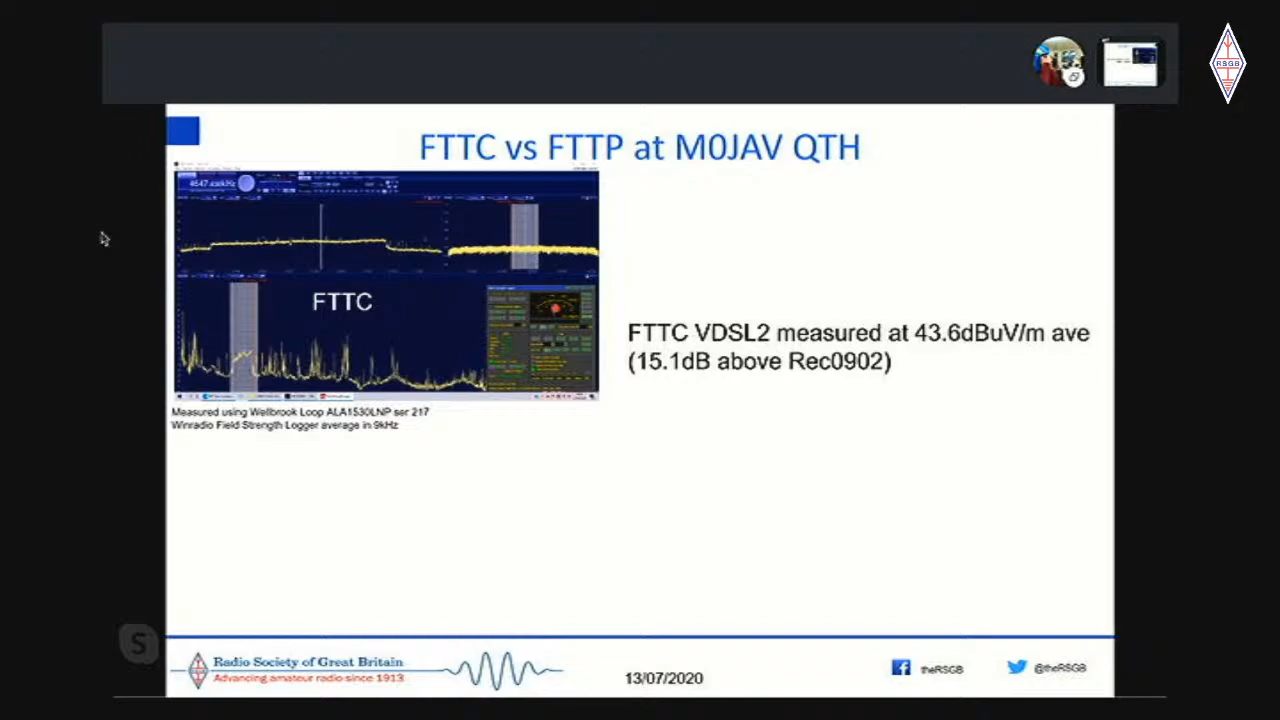 RSGB
FTTC vs FTTP at M0JAV QTH
FTTC
FTTC VDSL2 measured at 43.6dBuV/m ave
(15.1dB above Rec0902)
Measured using Wellbrook Loop ALA1530LNP ser 217
Winradio Field Strength Logger average in 9kHz
S
Radio Society of Great Britain
Advancing amateur radio since 1913
13/07/2020
theRSGB
@theRSGB